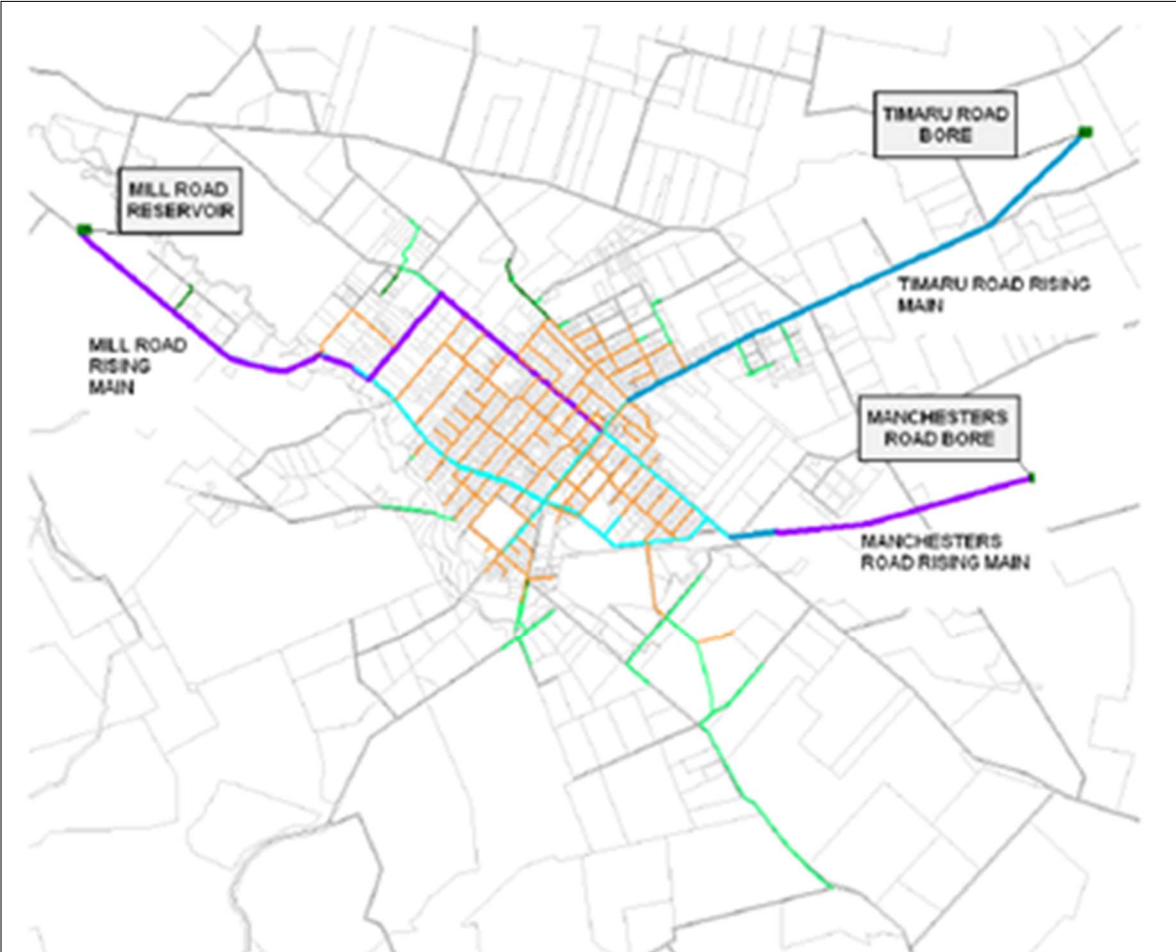 TIMARU ROAD
BORE
MILL ROAD
RESERVOIR
TIMARU ROAD RISING
MAIN
MILL ROAD
RISING
MAIN
MANCHESTERS
ROAD BORE
MANCHESTERS
ROAD RISING MAIN